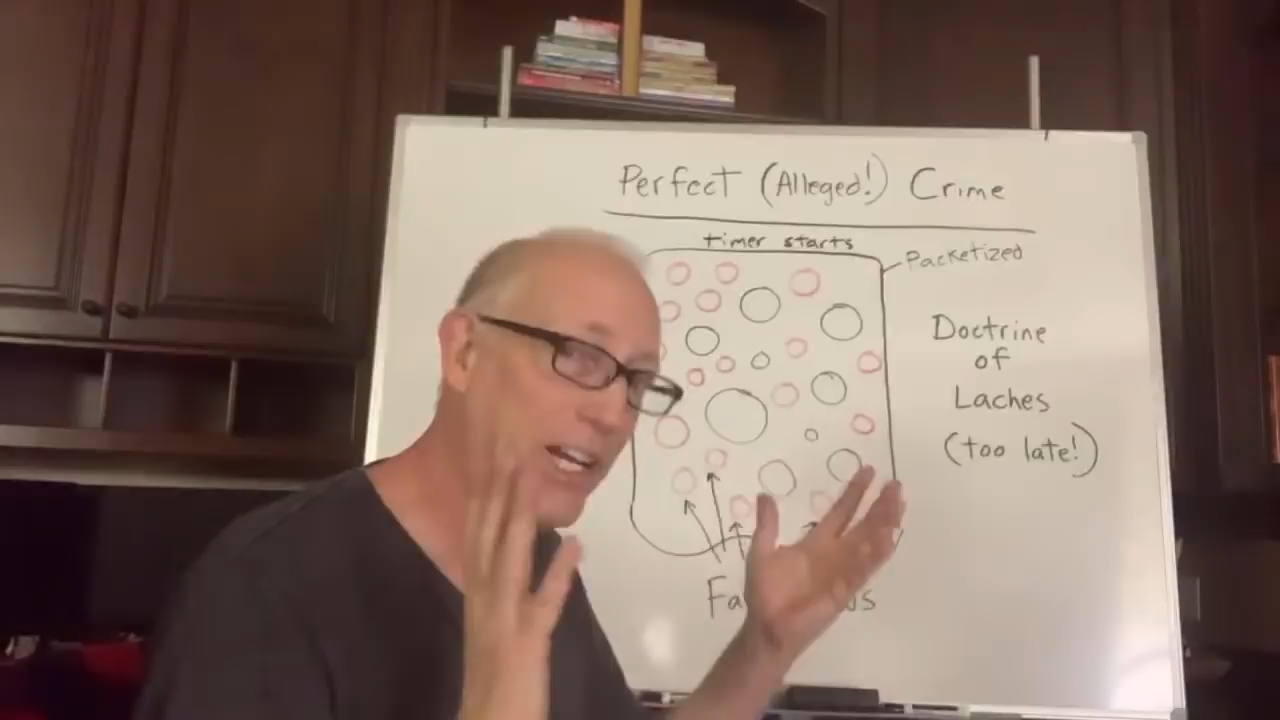 Perfect (Alleged!) Crime
timer starts
Packetized
Doctrine
of
Laches
(too late!)